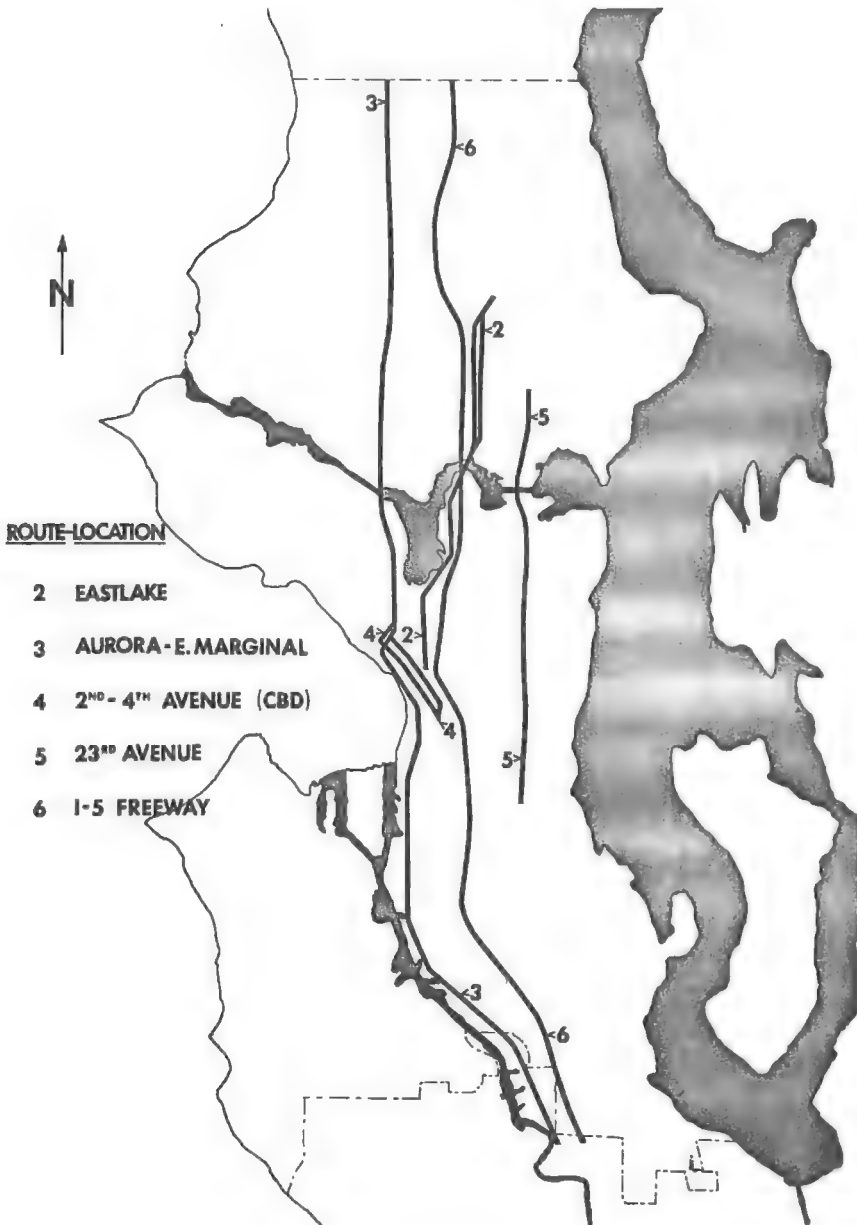 3
6
N
2
5
ROUTE-LOCATION
2 EASTLAKE
3 AURORA-E. MARGINAL
4 2ND-4TH AVENUE (CBD)
5 23RD AVENUE
6 I-5 FREEWAY
4
2
4
5
3
6